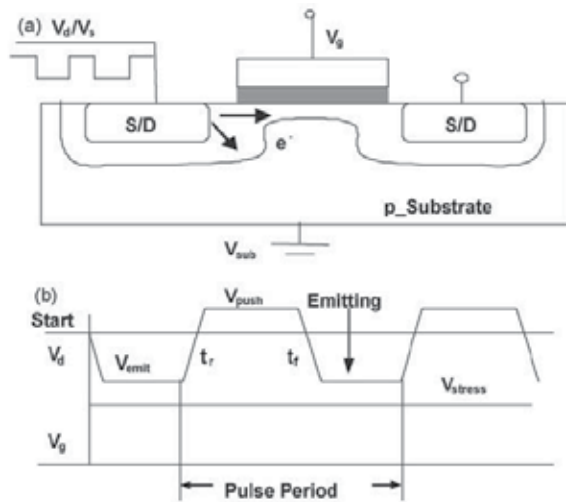 (a) V_d/V_s
V_g
S/D
S/D
e⁻
p_Substrate
V_sub
(b)
V_push
Emitting
Start
V_d
V_emit
t_r
t_f
V_stress
V_g
Pulse Period